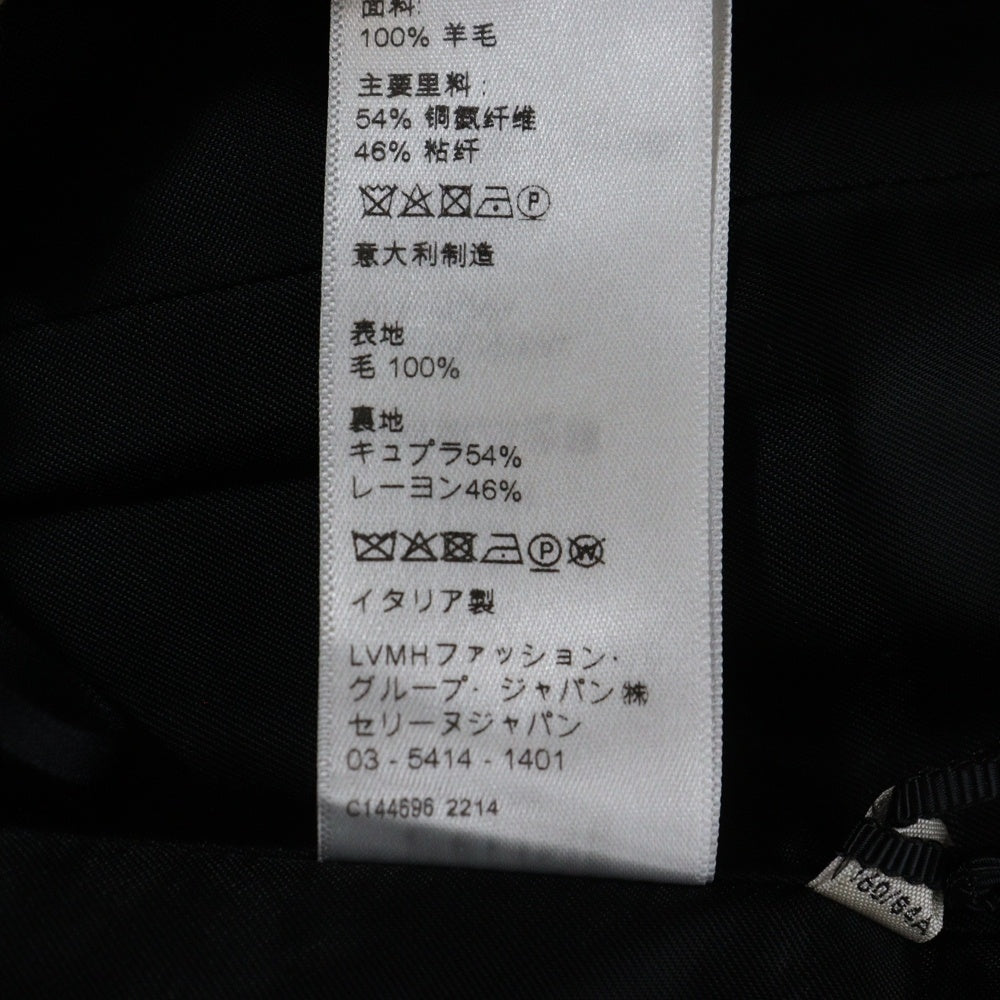 面料:
100% 羊毛
主要里料:
54% 铜氨纤维
46% 粘纤
P
意大利制造
表地
毛 100%
裏地
キュプラ54%
レーヨン46%
P W
イタリア製
LVMHファッション・
グループ・ジャパン㈱
セリーヌジャパン
03 - 5414 - 1401
C144696 2214
160/64A